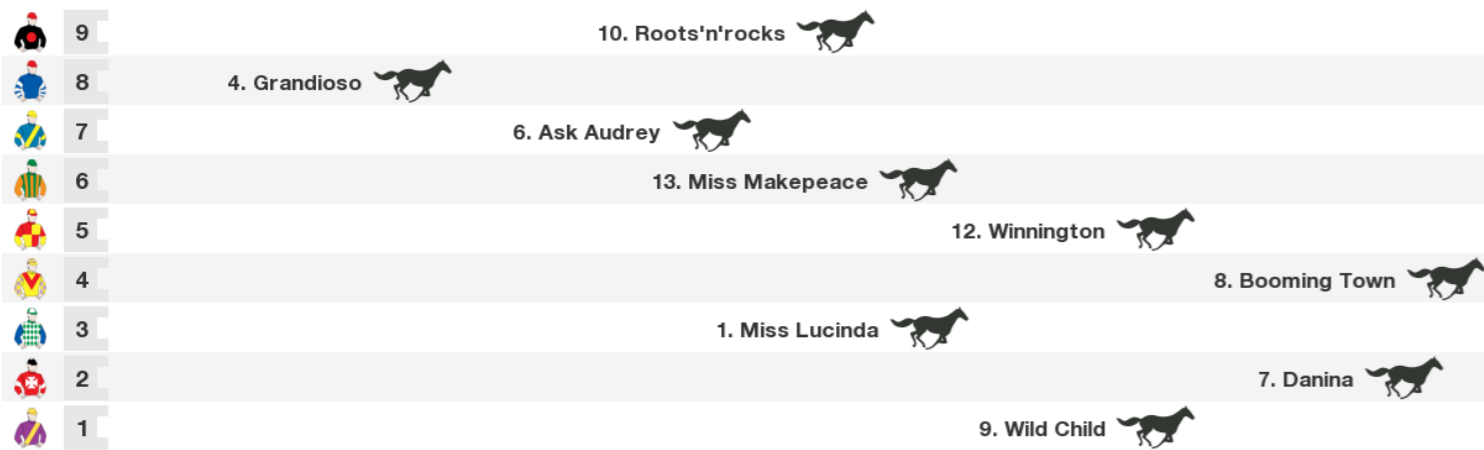 9 10. Roots'n'rocks
8 4. Grandioso
7 6. Ask Audrey
6 13. Miss Makepeace
5 12. Winnington
4 8. Booming Town
3 1. Miss Lucinda
2 7. Danina
1 9. Wild Child